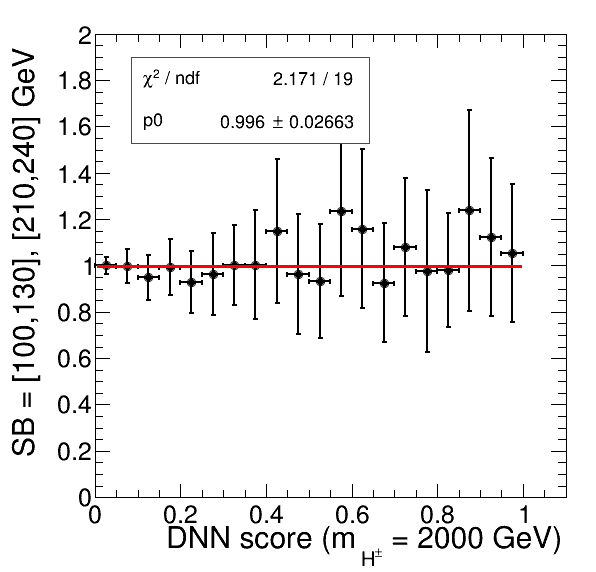 SB = [100,130], [210,240] GeV
2
1.8
1.6
1.4
1.2
1
0.8
0.6
0.4
0.2
0
χ² / ndf 2.171 / 19
p0 0.996 ± 0.02663
0 0.2 0.4 0.6 0.8 1
DNN score (m_H± = 2000 GeV)